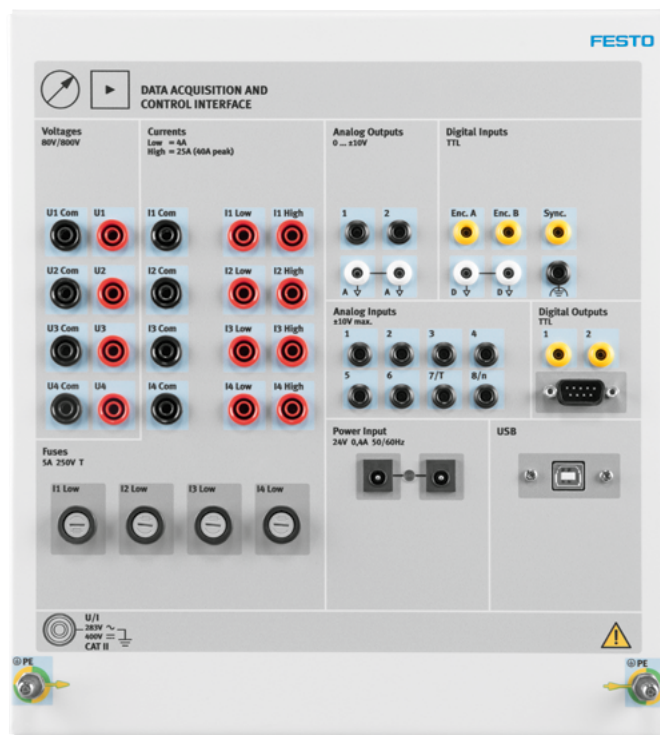 FESTO
DATA ACQUISITION AND
CONTROL INTERFACE
Voltages
80V/800V
U1 Com U1
U2 Com U2
U3 Com U3
U4 Com U4
Currents
Low = 4A
High = 25A (40A peak)
I1 Com I1 Low I1 High
I2 Com I2 Low I2 High
I3 Com I3 Low I3 High
I4 Com I4 Low I4 High
Analog Outputs
0 ... ±10V
1 2
A A
Digital Inputs
TTL
Enc. A Enc. B Sync.
D D
Analog Inputs
±10V max.
1 2 3 4
5 6 7/T 8/n
Digital Outputs
TTL
1 2
Fuses
5A 250V T
I1 Low I2 Low I3 Low I4 Low
Power Input
24V 0,4A 50/60Hz
USB
U/I
283V ~
400V ⎓
CAT II
PE
PE